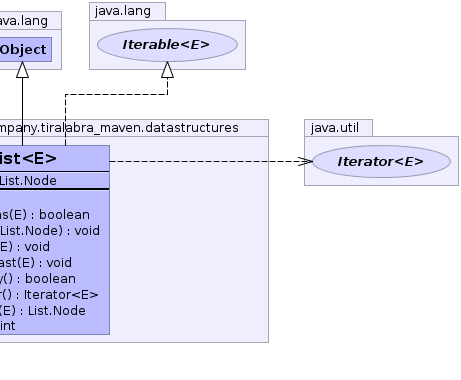 ava.lang
Object
java.lang
Iterable<E>
mpany.tiralabra_maven.datastructures
ist<E>
List.Node
ns(E) : boolean
List.Node) : void
E) : void
ast(E) : void
y() : boolean
r() : Iterator<E>
(E) : List.Node
int
java.util
Iterator<E>